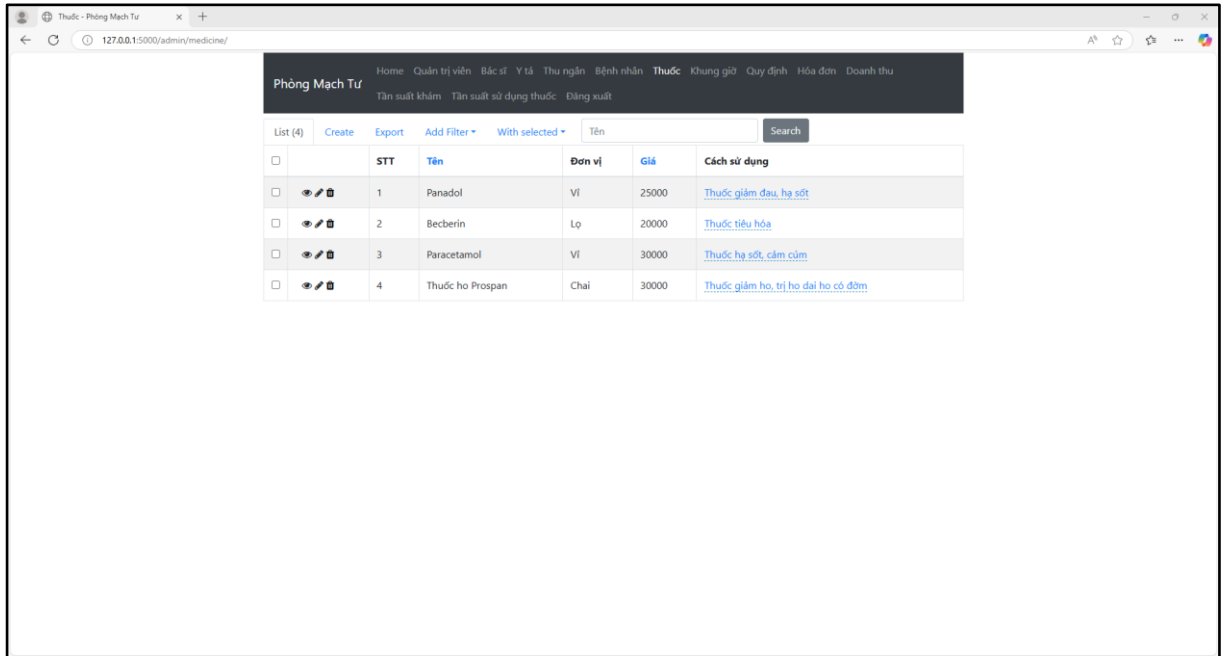 Thuốc - Phòng Mạch Tư
127.0.0.1:5000/admin/medicine/
Phòng Mạch Tư
Home Quản trị viên Bác sĩ Y tá Thu ngân Bệnh nhân Thuốc Khung giờ Quy định Hóa đơn Doanh thu
Tần suất khám Tần suất sử dụng thuốc Đăng xuất
List (4) Create Export Add Filter With selected Tên Search
STT Tên Đơn vị Giá Cách sử dụng
1 Panadol Vĩ 25000 Thuốc giảm đau, hạ sốt
2 Becberin Lọ 20000 Thuốc tiêu hóa
3 Paracetamol Vĩ 30000 Thuốc hạ sốt, cảm cúm
4 Thuốc ho Prospan Chai 30000 Thuốc giảm ho, trị ho dai ho có đờm